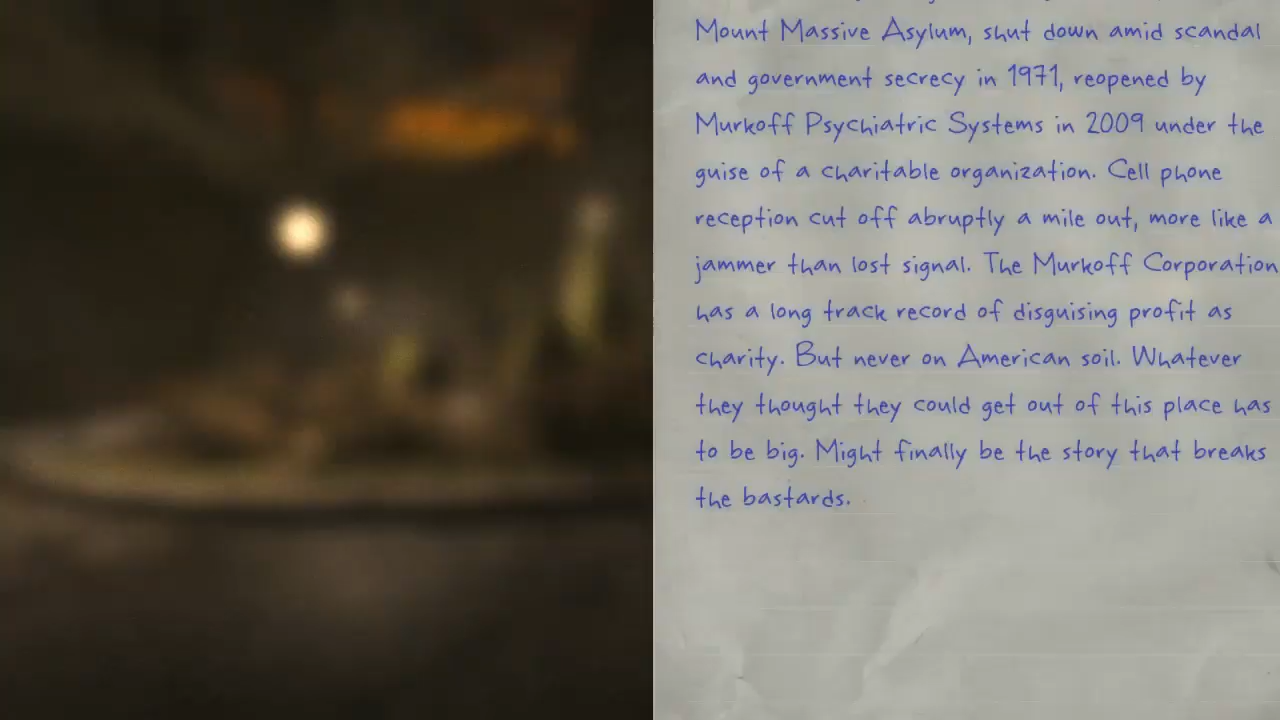 Mount Massive Asylum, shut down amid scandal
and government secrecy in 1971, reopened by
Murkoff Psychiatric Systems in 2009 under the
guise of a charitable organization. Cell phone
reception cut off abruptly a mile out, more like a
jammer than lost signal. The Murkoff Corporation
has a long track record of disguising profit as
charity. But never on American soil. Whatever
they thought they could get out of this place has
to be big. Might finally be the story that breaks
the bastards.